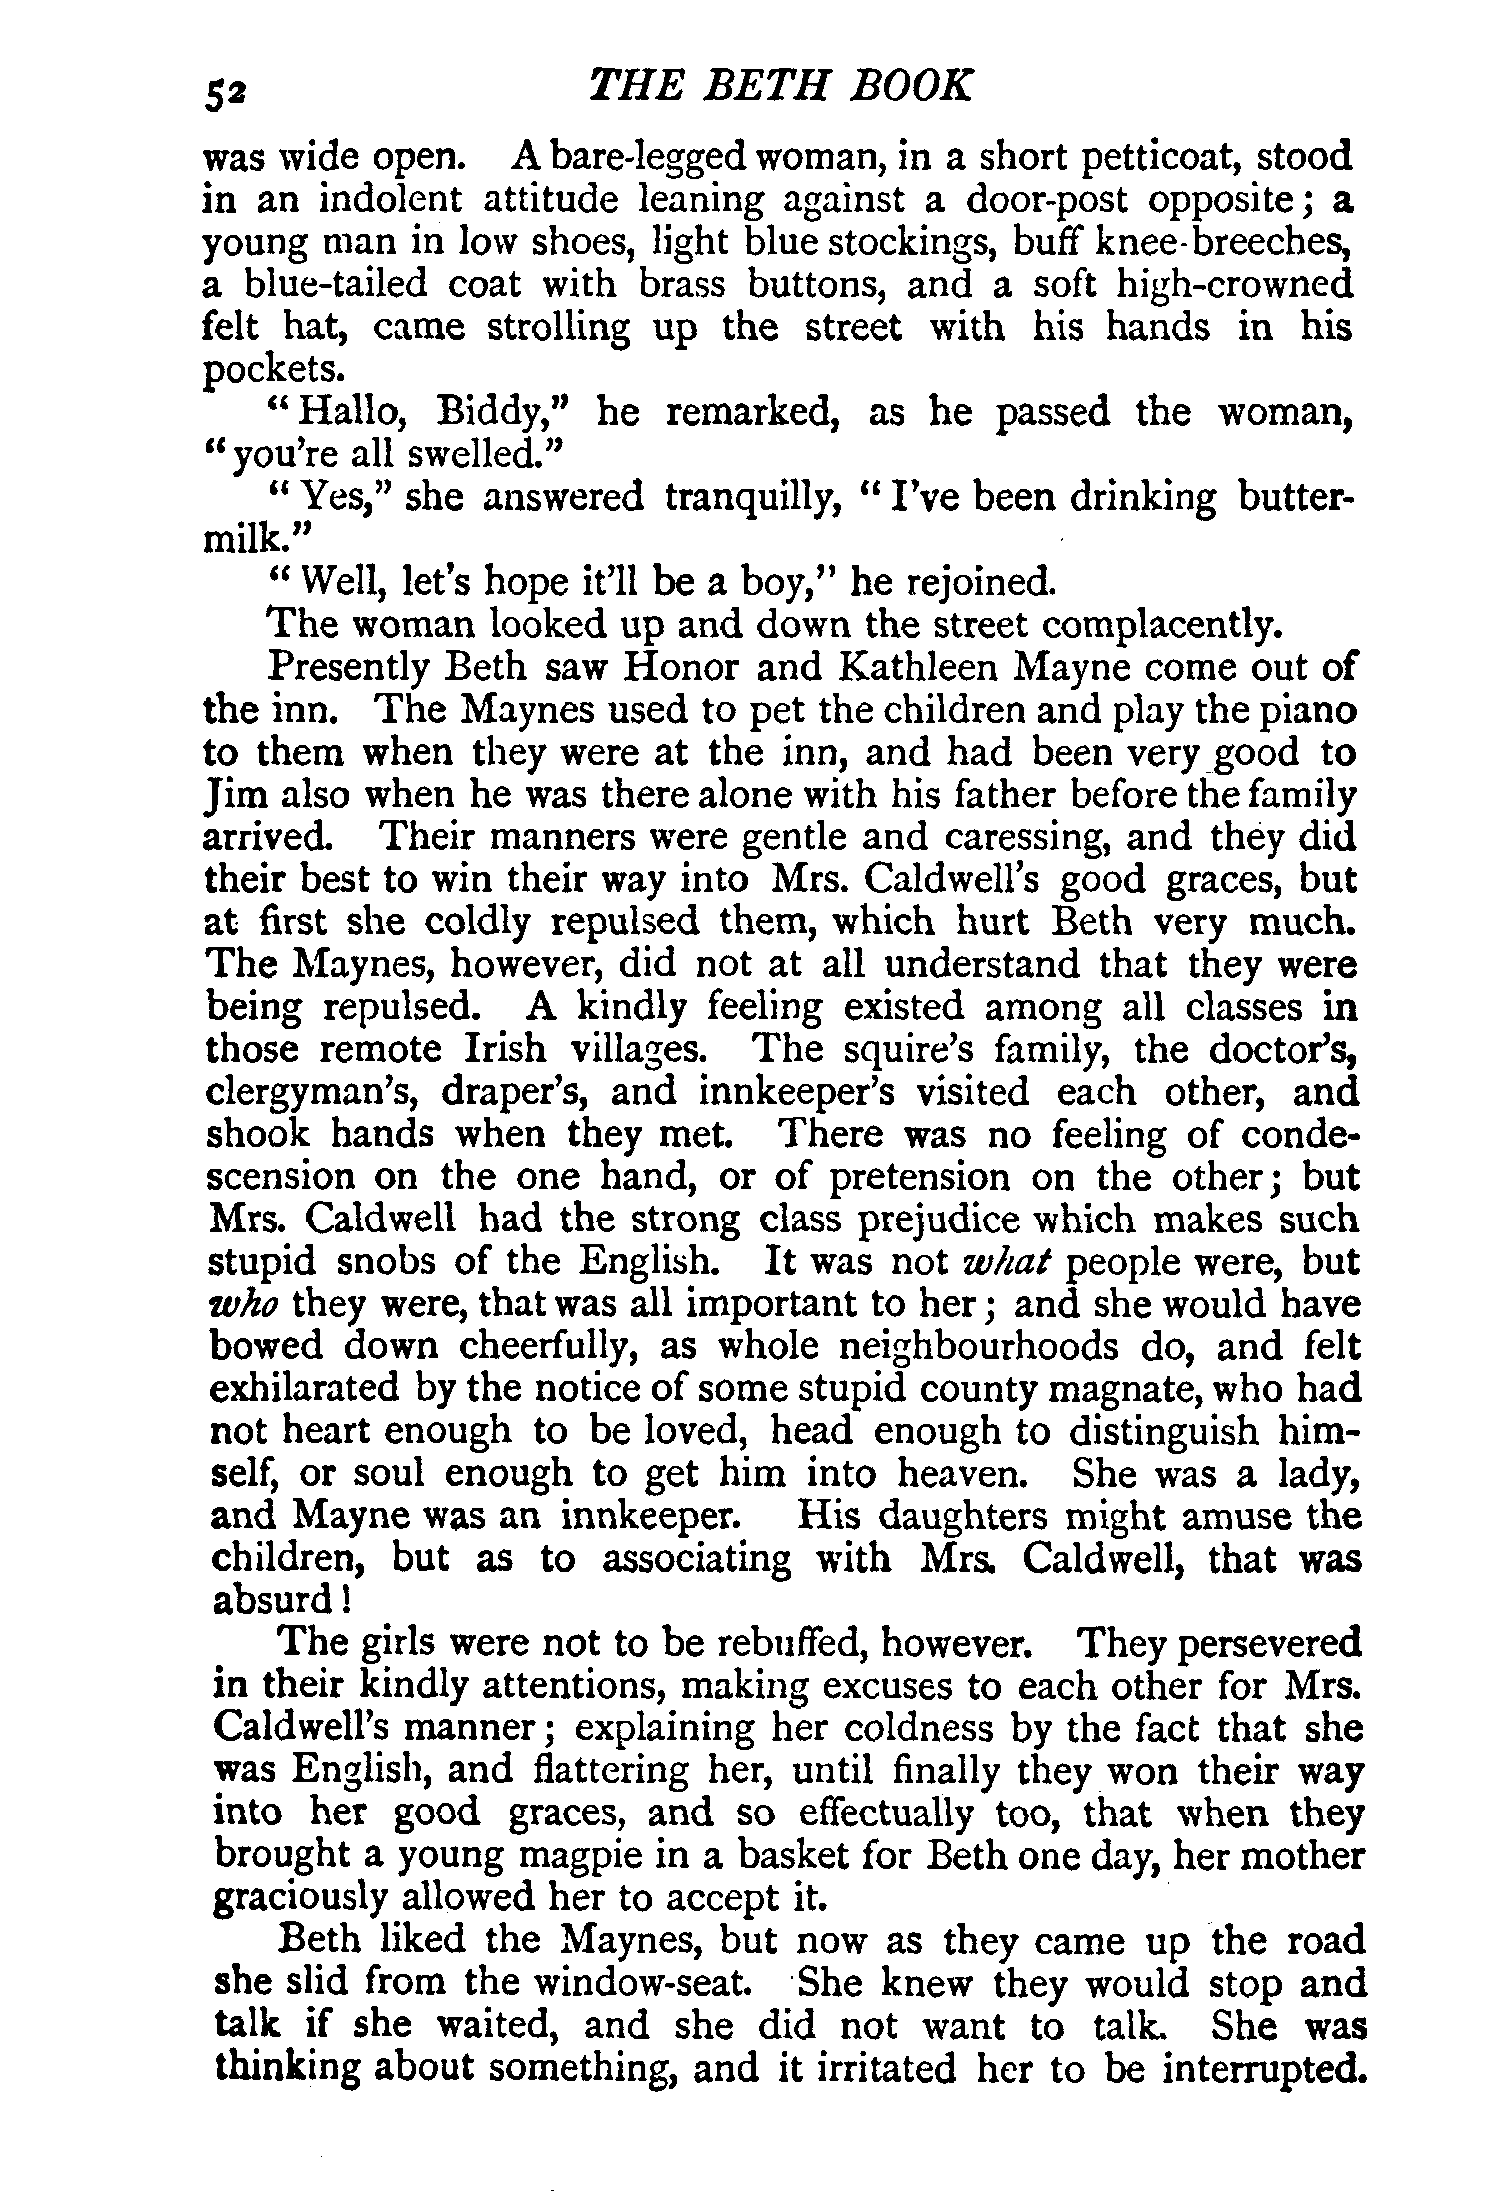 52 THE BETH BOOK
was wide open. A bare-legged woman, in a short petticoat, stood
in an indolent attitude leaning against a door-post opposite; a
young man in low shoes, light blue stockings, buff knee-breeches,
a blue-tailed coat with brass buttons, and a soft high-crowned
felt hat, came strolling up the street with his hands in his
pockets.
"Hallo, Biddy," he remarked, as he passed the woman,
"you're all swelled."
"Yes," she answered tranquilly, "I've been drinking butter-
milk."
"Well, let's hope it'll be a boy," he rejoined.
The woman looked up and down the street complacently.
Presently Beth saw Honor and Kathleen Mayne come out of
the inn. The Maynes used to pet the children and play the piano
to them when they were at the inn, and had been very good to
Jim also when he was there alone with his father before the family
arrived. Their manners were gentle and caressing, and they did
their best to win their way into Mrs. Caldwell's good graces, but
at first she coldly repulsed them, which hurt Beth very much.
The Maynes, however, did not at all understand that they were
being repulsed. A kindly feeling existed among all classes in
those remote Irish villages. The squire's family, the doctor's,
clergyman's, draper's, and innkeeper's visited each other, and
shook hands when they met. There was no feeling of conde-
scension on the one hand, or of pretension on the other; but
Mrs. Caldwell had the strong class prejudice which makes such
stupid snobs of the English. It was not what people were, but
who they were, that was all important to her; and she would have
bowed down cheerfully, as whole neighbourhoods do, and felt
exhilarated by the notice of some stupid county magnate, who had
not heart enough to be loved, head enough to distinguish him-
self, or soul enough to get him into heaven. She was a lady,
and Mayne was an innkeeper. His daughters might amuse the
children, but as to associating with Mrs. Caldwell, that was
absurd!
The girls were not to be rebuffed, however. They persevered
in their kindly attentions, making excuses to each other for Mrs.
Caldwell's manner; explaining her coldness by the fact that she
was English, and flattering her, until finally they won their way
into her good graces, and so effectually too, that when they
brought a young magpie in a basket for Beth one day, her mother
graciously allowed her to accept it.
Beth liked the Maynes, but now as they came up the road
she slid from the window-seat. She knew they would stop and
talk if she waited, and she did not want to talk. She was
thinking about something, and it irritated her to be interrupted.